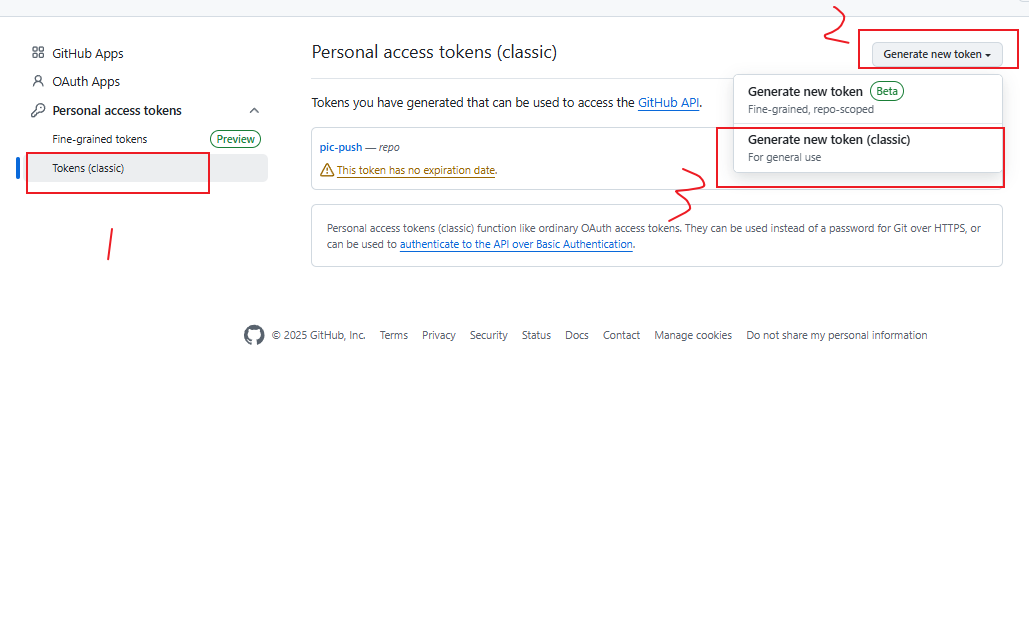 2
GitHub Apps
Personal access tokens (classic)
Generate new token
OAuth Apps
Generate new token Beta
Fine-grained, repo-scoped
Personal access tokens
Tokens you have generated that can be used to access the GitHub API.
Fine-grained tokens Preview
Generate new token (classic)
For general use
pic-push — repo
Tokens (classic)
This token has no expiration date.
3
1
Personal access tokens (classic) function like ordinary OAuth access tokens. They can be used instead of a password for Git over HTTPS, or
can be used to authenticate to the API over Basic Authentication.
© 2025 GitHub, Inc. Terms Privacy Security Status Docs Contact Manage cookies Do not share my personal information